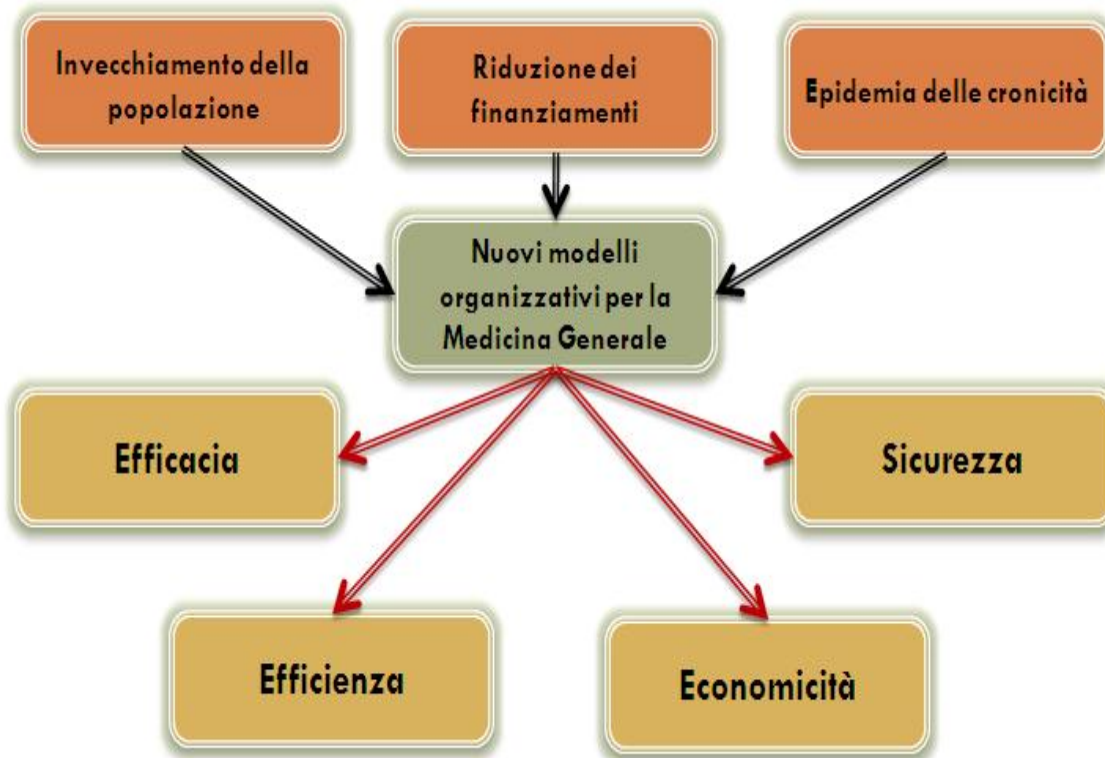 Invecchiamento della
popolazione
Riduzione dei
finanziamenti
Epidemia delle cronicità
Nuovi modelli
organizzativi per la
Medicina Generale
Efficacia
Sicurezza
Efficienza
Economicità